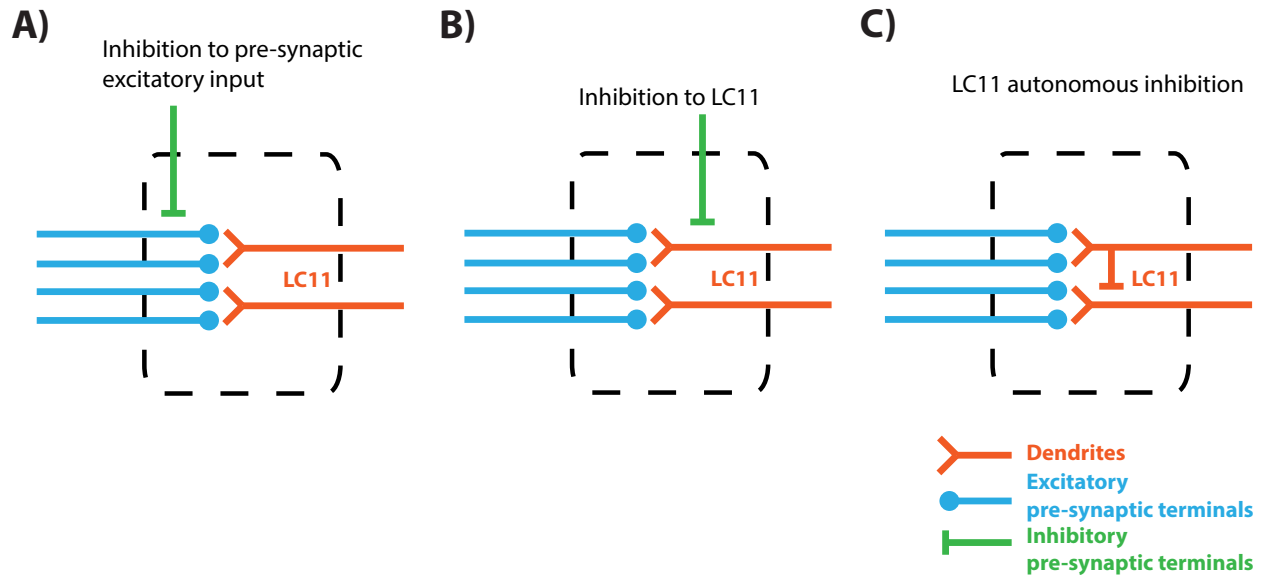 A)
Inhibition to pre-synaptic
excitatory input
LC11
B)
Inhibition to LC11
LC11
C)
LC11 autonomous inhibition
LC11
Dendrites
Excitatory
pre-synaptic terminals
Inhibitory
pre-synaptic terminals